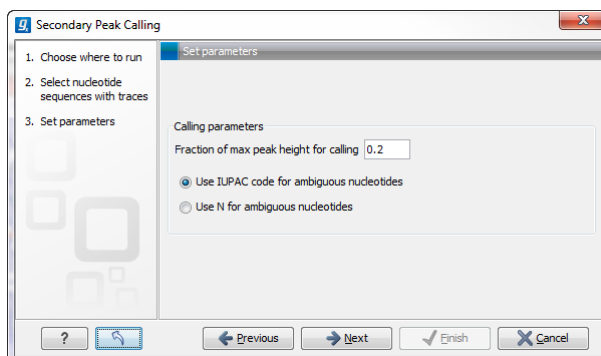 Secondary Peak Calling
1. Choose where to run
2. Select nucleotide
sequences with traces
3. Set parameters
Set parameters
Calling parameters
Fraction of max peak height for calling 0.2
Use IUPAC code for ambiguous nucleotides
Use N for ambiguous nucleotides
? Previous Next Finish Cancel